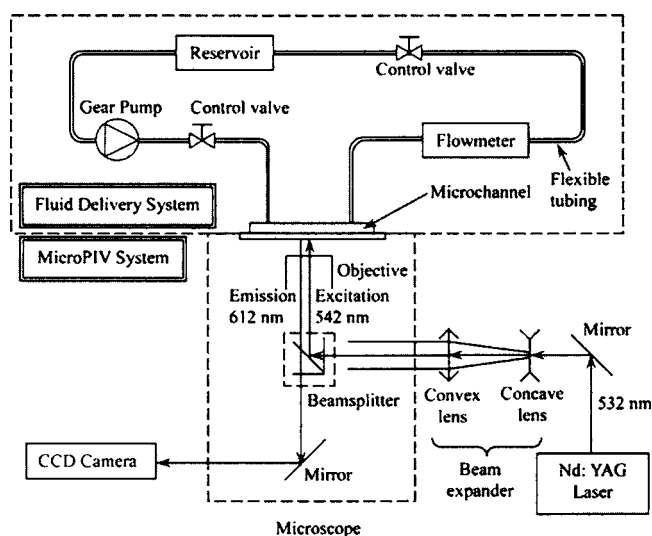 Reservoir
Control valve
Gear Pump
Control valve
Flowmeter
Flexible
tubing
Microchannel
Fluid Delivery System
MicroPIV System
Objective
Emission
612 nm
Excitation
542 nm
Mirror
Beamsplitter
Convex
lens
Concave
lens
532 nm
CCD Camera
Mirror
Beam
expander
Nd: YAG
Laser
Microscope